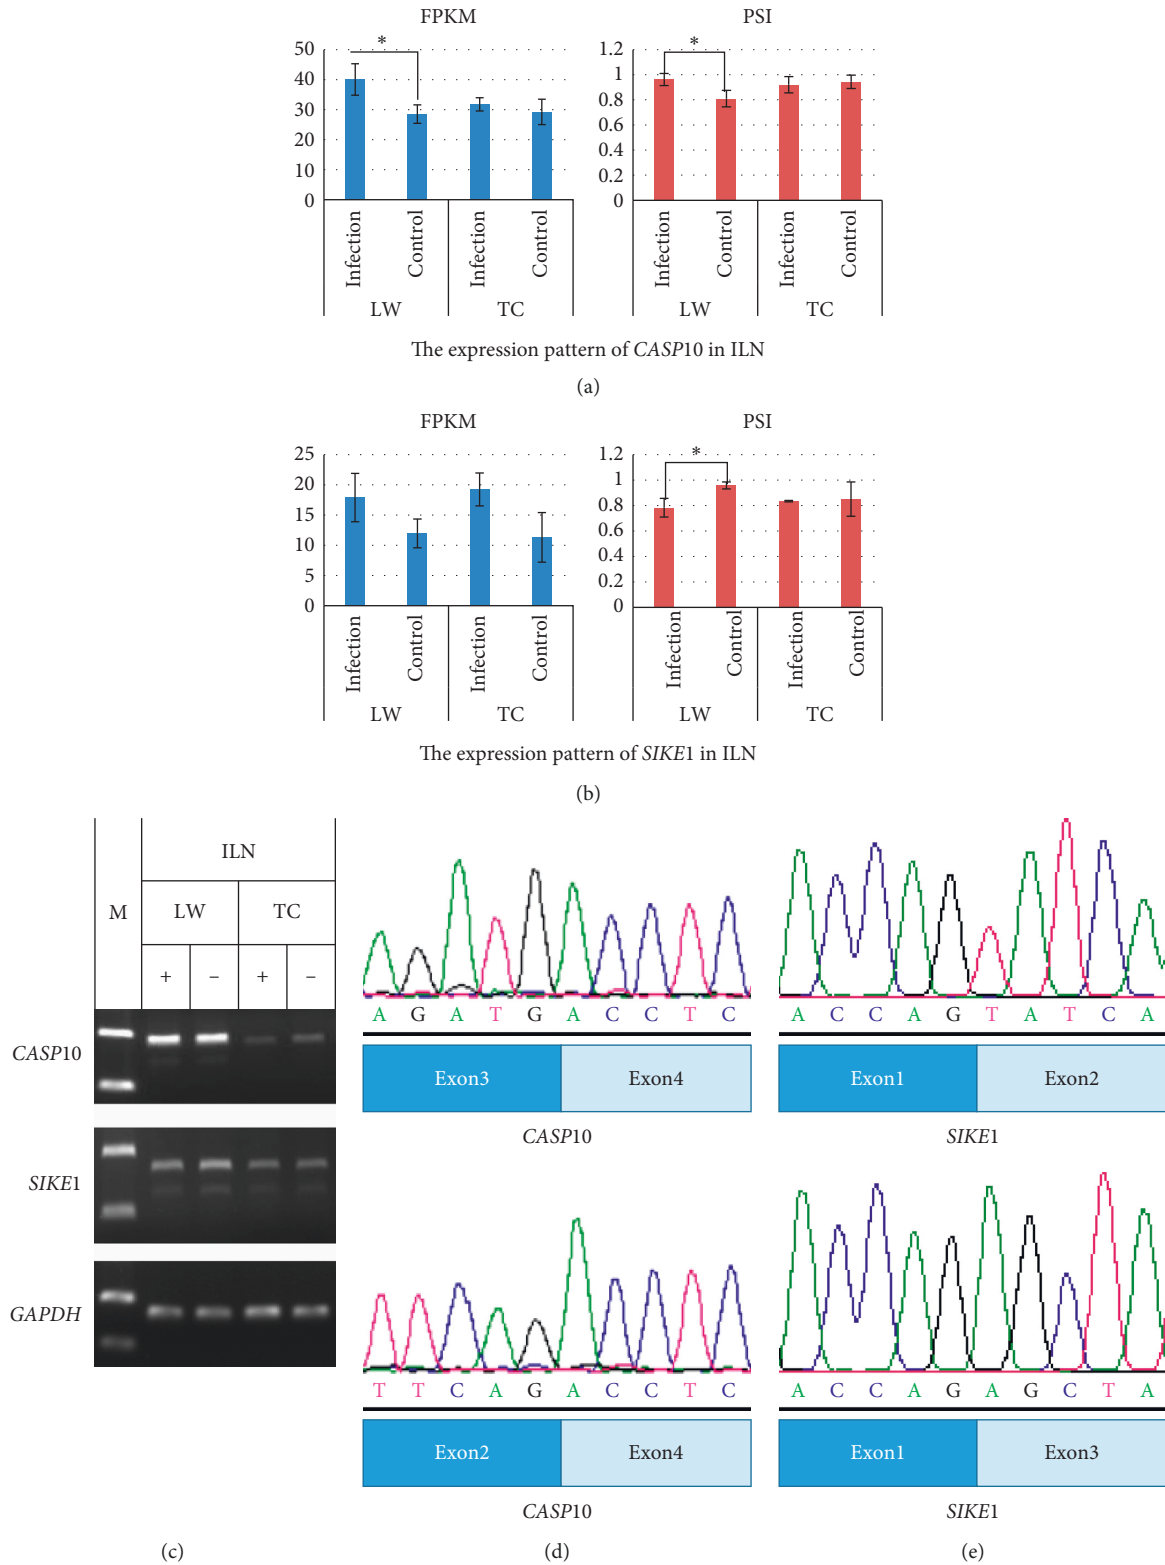 FPKM
PSI
50
40
30
20
10
0
*
Infection
Control
Infection
Control
LW
TC
1.2
1
0.8
0.6
0.4
0.2
0
*
Infection
Control
Infection
Control
LW
TC
The expression pattern of CASP10 in ILN
(a)
FPKM
PSI
25
20
15
10
5
0
Infection
Control
Infection
Control
LW
TC
1.2
1
0.8
0.6
0.4
0.2
0
*
Infection
Control
Infection
Control
LW
TC
The expression pattern of SIKE1 in ILN
(b)
M
ILN
LW
TC
+ − + −
CASP10
SIKE1
GAPDH
(c)
A G A T G A C C T C
Exon3 Exon4
CASP10
T T C A G A C C T C
Exon2 Exon4
CASP10
(d)
A C C A G T A T C A
Exon1 Exon2
SIKE1
A C C A G A G C T A
Exon1 Exon3
SIKE1
(e)